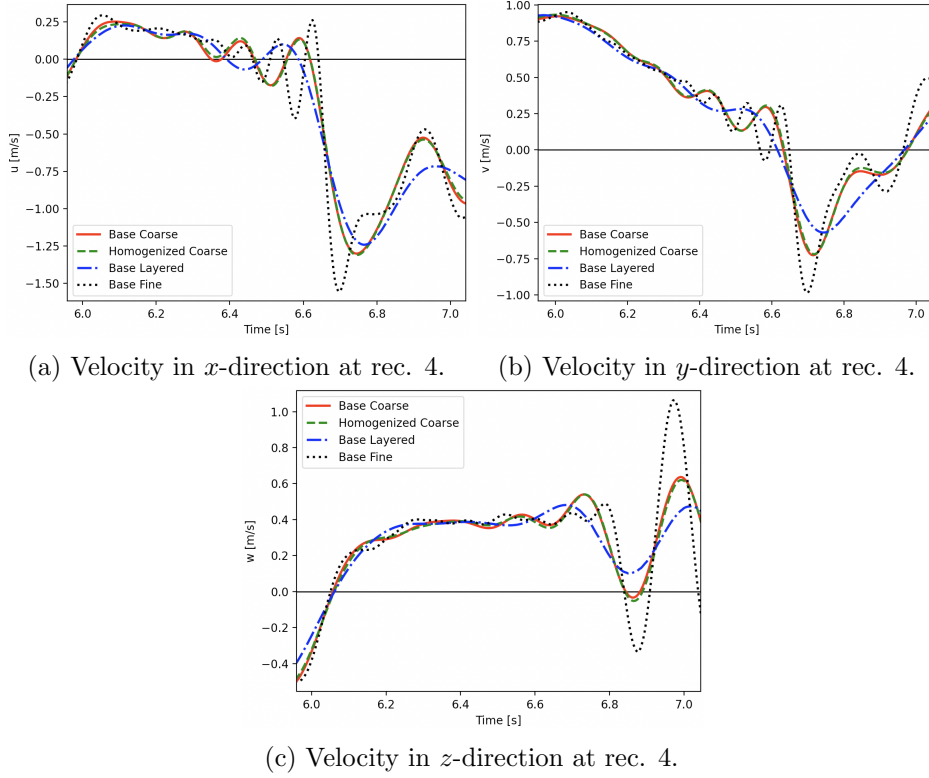 0.25
0.00
−0.25
−0.50
−0.75
−1.00
−1.25
−1.50
u [m/s]
Base Coarse
Homogenized Coarse
Base Layered
Base Fine
6.0 6.2 6.4 6.6 6.8 7.0
Time [s]
(a) Velocity in x-direction at rec. 4.
1.00
0.75
0.50
0.25
0.00
−0.25
−0.50
−0.75
−1.00
v [m/s]
Base Coarse
Homogenized Coarse
Base Layered
Base Fine
6.0 6.2 6.4 6.6 6.8 7.0
Time [s]
(b) Velocity in y-direction at rec. 4.
1.0
0.8
0.6
0.4
0.2
0.0
−0.2
−0.4
w [m/s]
Base Coarse
Homogenized Coarse
Base Layered
Base Fine
6.0 6.2 6.4 6.6 6.8 7.0
Time [s]
(c) Velocity in z-direction at rec. 4.